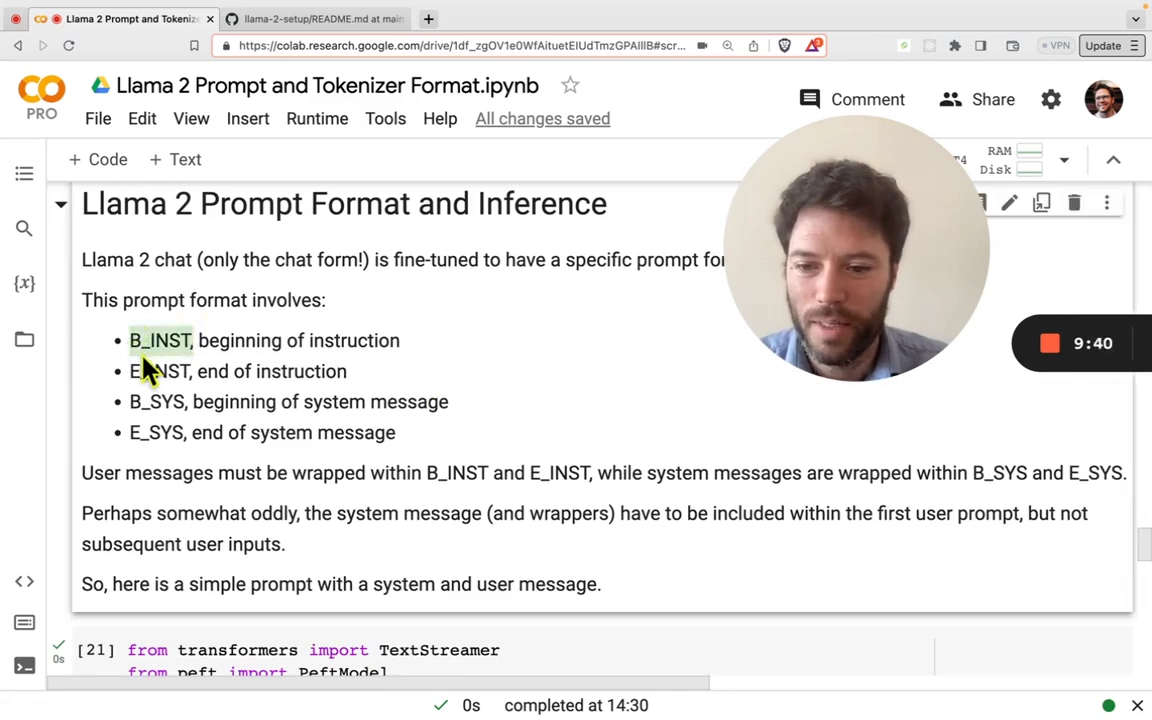 Llama 2 Prompt and Tokenize
llama-2-setup/README.md at main
https://colab.research.google.com/drive/1df_zgOV1e0WfAituetEIUdTmzGPAIllB#scr...
VPN
Update
Llama 2 Prompt and Tokenizer Format.ipynb
PRO
File Edit View Insert Runtime Tools Help All changes saved
Comment Share
+ Code + Text
T4 RAM
Disk
Llama 2 Prompt Format and Inference
Llama 2 chat (only the chat form!) is fine-tuned to have a specific prompt for
This prompt format involves:
• B_INST, beginning of instruction
9:40
• E_INST, end of instruction
• B_SYS, beginning of system message
• E_SYS, end of system message
User messages must be wrapped within B_INST and E_INST, while system messages are wrapped within B_SYS and E_SYS.
Perhaps somewhat oddly, the system message (and wrappers) have to be included within the first user prompt, but not
subsequent user inputs.
So, here is a simple prompt with a system and user message.
[21] from transformers import TextStreamer
0s
from peft import PeftModel
0s completed at 14:30